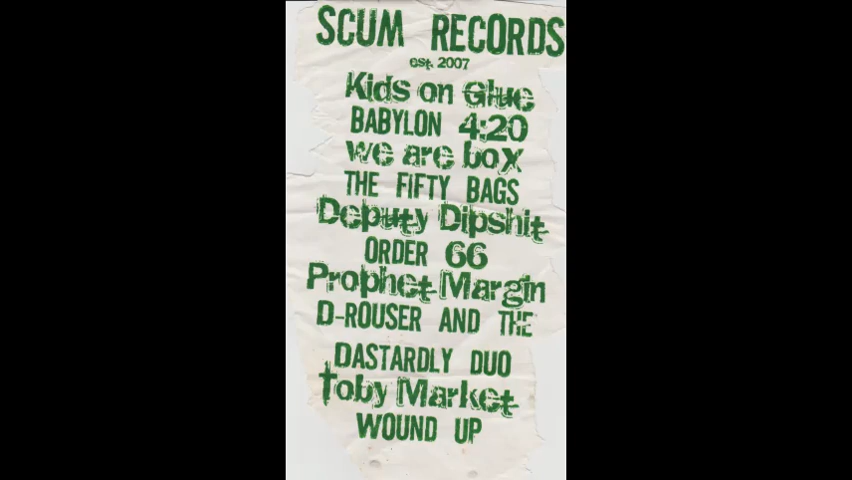 SCUM RECORDS
est. 2007
Kids on Glue
BABYLON 4:20
we are box
THE FIFTY BAGS
Deputy Dipshit
ORDER 66
Prophet Margin
D-ROUSER AND THE
DASTARDLY DUO
Toby Market
WOUND UP